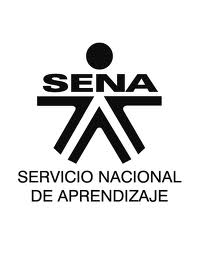 SENA
SERVICIO NACIONAL
DE APRENDIZAJE